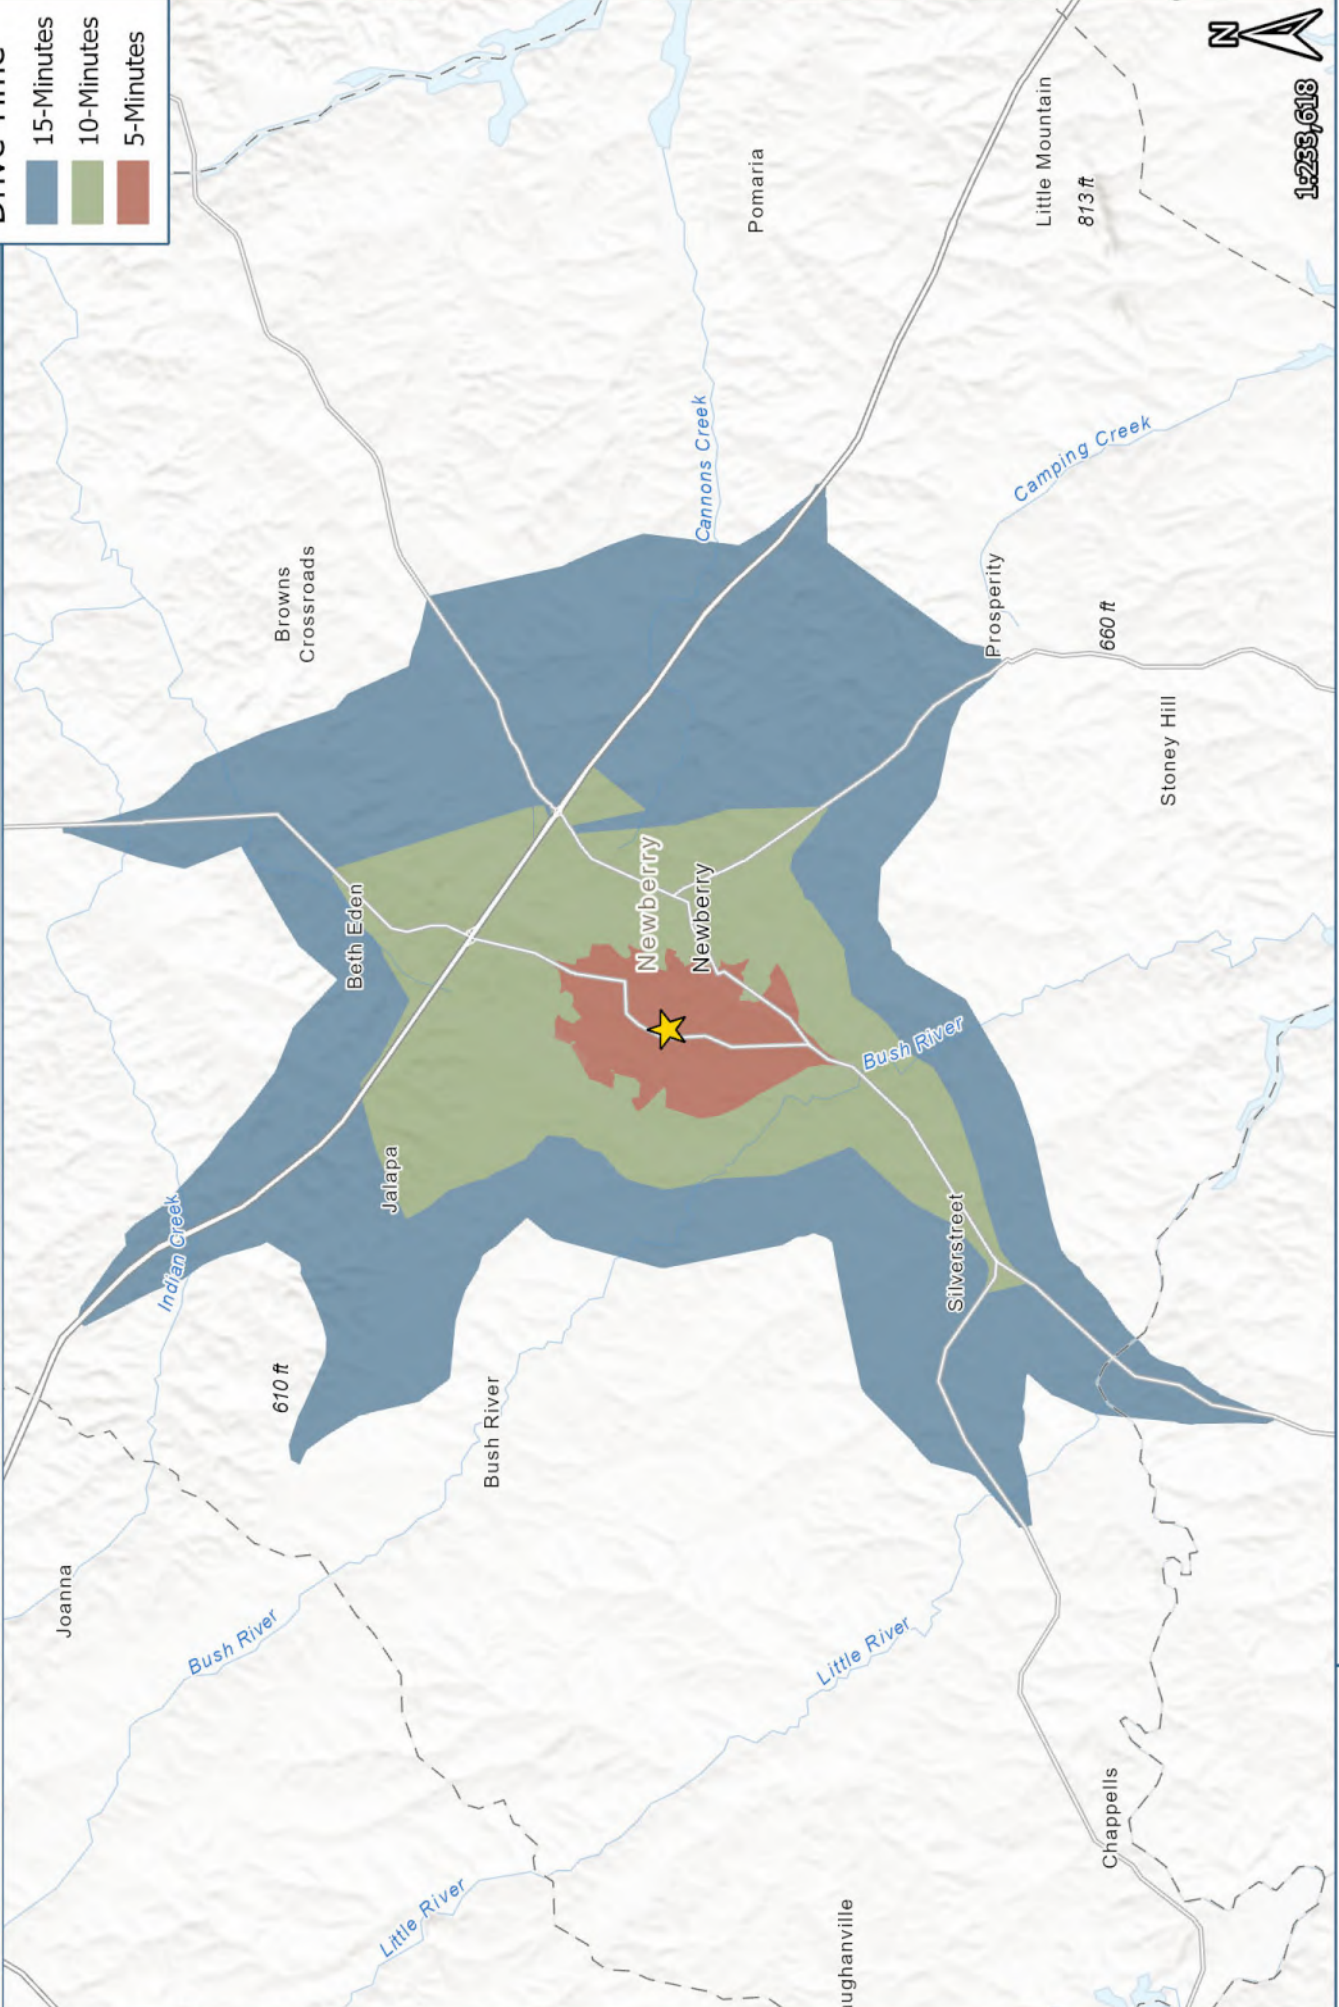 Drive Time
15-Minutes
10-Minutes
5-Minutes
Joanna
Indian Creek
610 ft
Bush River
Bush River
Jalapa
Beth Eden
Browns
Crossroads
Newberry
Newberry
Cannons Creek
Pomaria
Little Mountain
813 ft
Camping Creek
Prosperity
660 ft
Stoney Hill
Bush River
Silverstreet
Little River
Little River
Chappells
aughanville
N
1:233,618